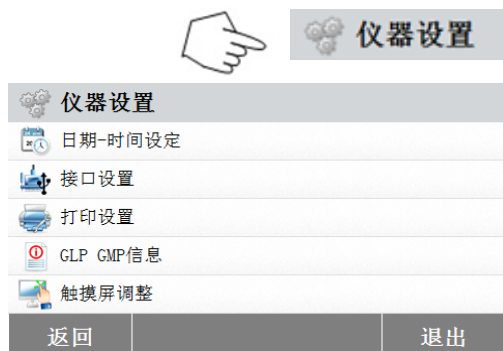 仪器设置
仪器设置
日期-时间设定
接口设置
打印设置
GLP GMP信息
触摸屏调整
返回 退出